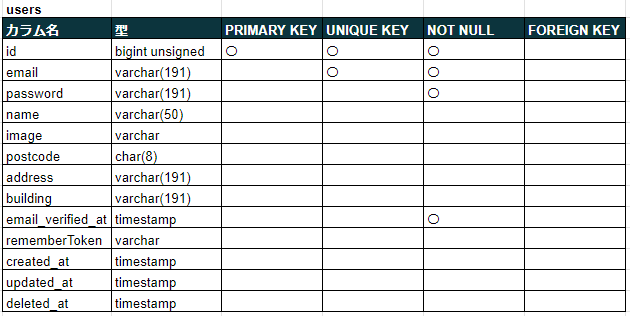 users
カラム名 型 PRIMARY KEY UNIQUE KEY NOT NULL FOREIGN KEY
id bigint unsigned ○ ○ ○
email varchar(191) ○ ○
password varchar(191) ○
name varchar(50)
image varchar
postcode char(8)
address varchar(191)
building varchar(191)
email_verified_at timestamp ○
rememberToken varchar
created_at timestamp
updated_at timestamp
deleted_at timestamp